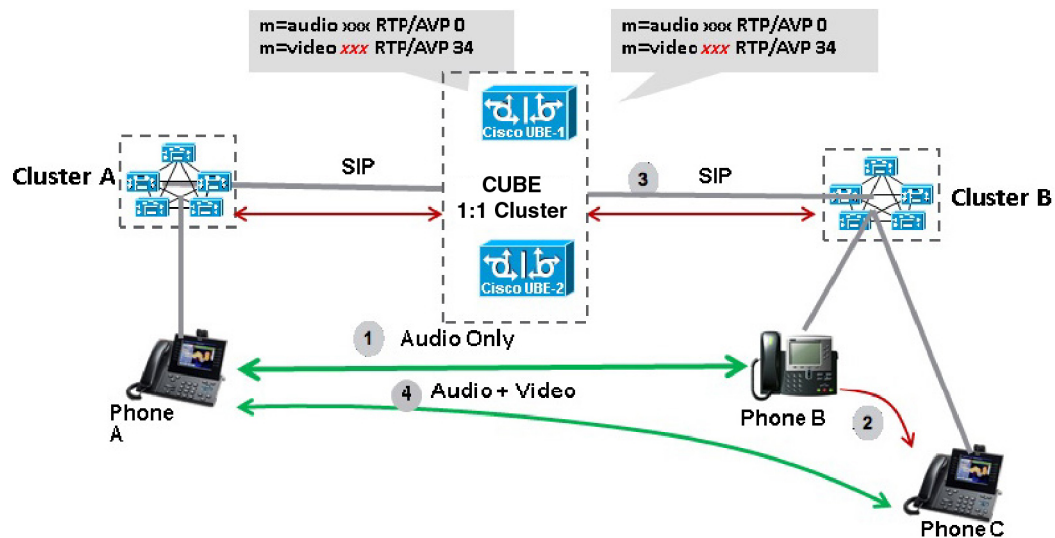 m=audio xxx RTP/AVP 0
m=video xxx RTP/AVP 34
m=audio xxx RTP/AVP 0
m=video xxx RTP/AVP 34
Cisco UBE-1
Cluster A
SIP
CUBE
1:1 Cluster
3
SIP
Cluster B
Cisco UBE-2
1
Audio Only
4
Audio + Video
Phone
A
Phone B
2
Phone C